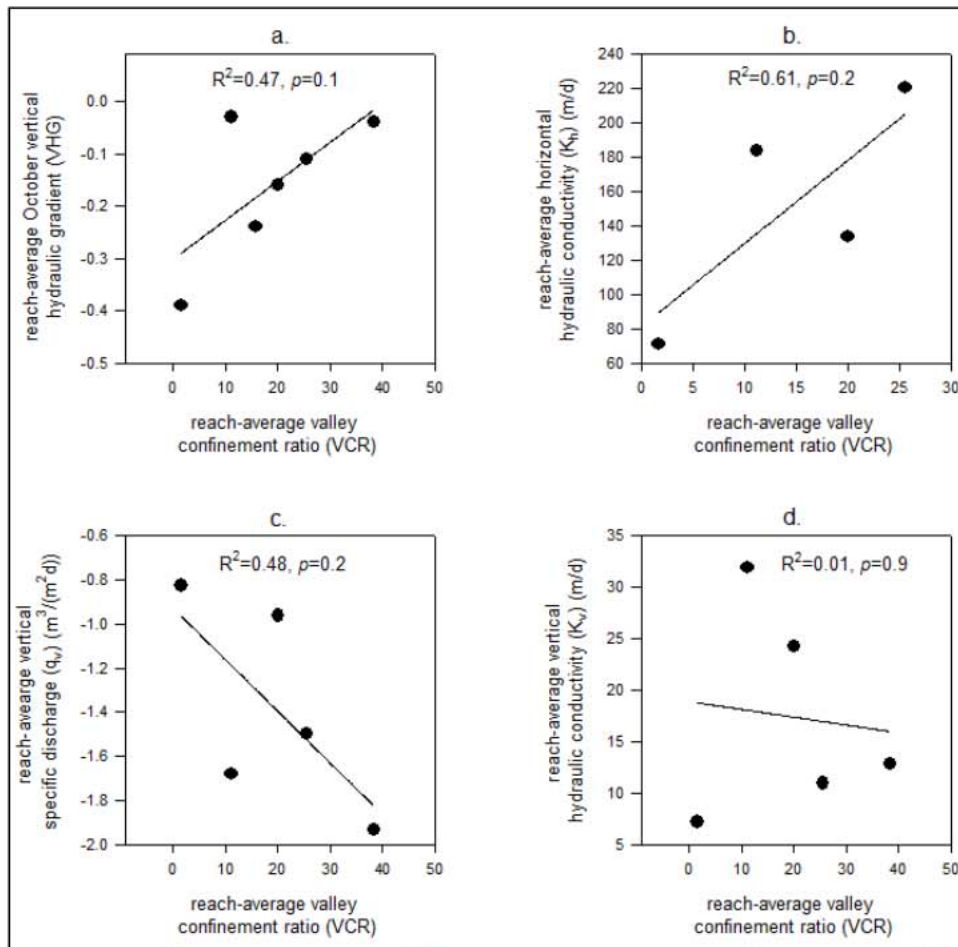 a.
R²=0.47, p=0.1
reach-average October vertical
hydraulic gradient (VHG)
0.0
-0.1
-0.2
-0.3
-0.4
-0.5
0 10 20 30 40 50
reach-average valley
confinement ratio (VCR)
b.
R²=0.61, p=0.2
reach-average horizontal
hydraulic conductivity (Kₕ) (m/d)
240
220
200
180
160
140
120
100
80
60
0 5 10 15 20 25 30
reach-average valley
confinement ratio (VCR)
c.
R²=0.48, p=0.2
reach-avearge vertical
specific discharge (qᵥ) (m³/(m²d))
-0.6
-0.8
-1.0
-1.2
-1.4
-1.6
-1.8
-2.0
0 10 20 30 40 50
reach-average valley
confinement ratio (VCR)
d.
R²=0.01, p=0.9
reach-average vertical
hydraulic conductivity (Kᵥ) (m/d)
35
30
25
20
15
10
5
0 10 20 30 40 50
reach-average valley
confinement ratio (VCR)